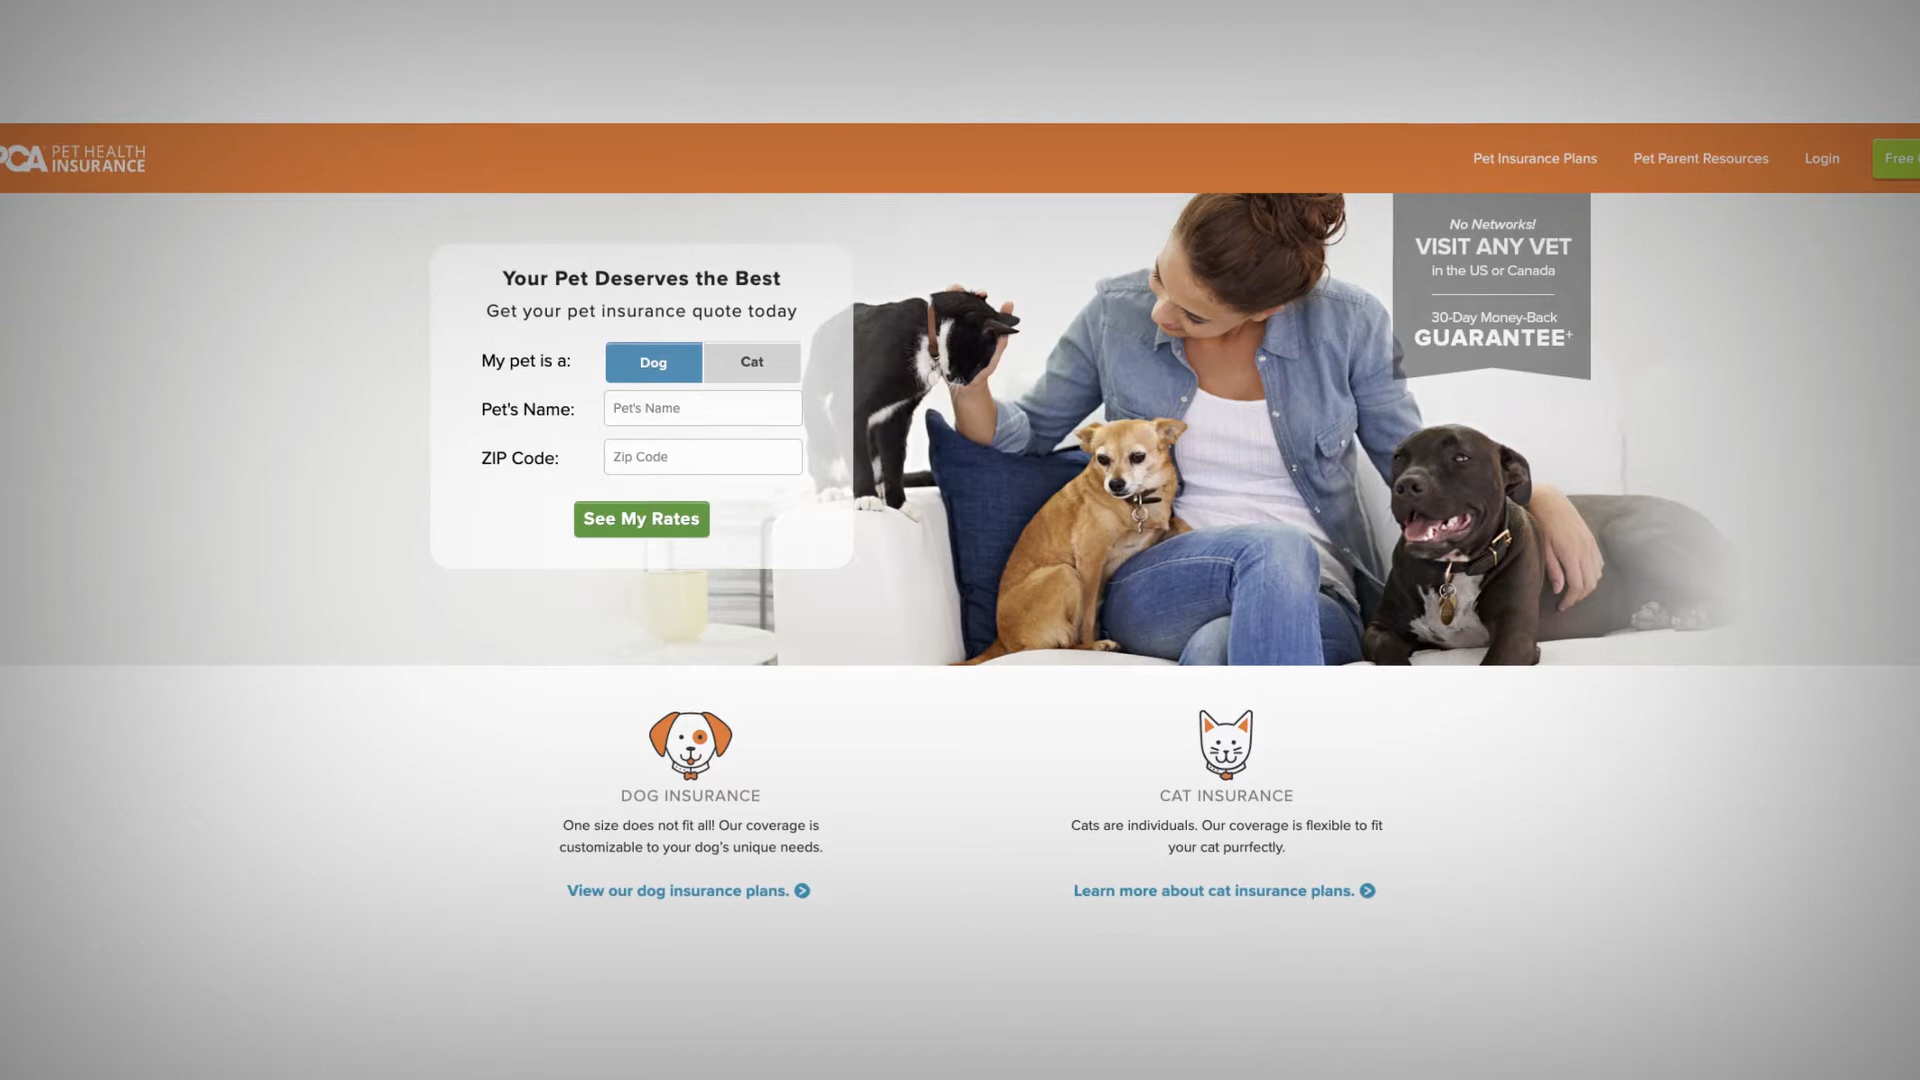 PCA PET HEALTH
INSURANCE
Pet Insurance Plans
Pet Parent Resources
Login
Free
No Networks!
VISIT ANY VET
in the US or Canada
30-Day Money-Back
GUARANTEE+
Your Pet Deserves the Best
Get your pet insurance quote today
My pet is a: Dog Cat
Pet's Name: Pet's Name
ZIP Code: Zip Code
See My Rates
DOG INSURANCE
One size does not fit all! Our coverage is
customizable to your dog's unique needs.
View our dog insurance plans.
CAT INSURANCE
Cats are individuals. Our coverage is flexible to fit
your cat purrfectly.
Learn more about cat insurance plans.